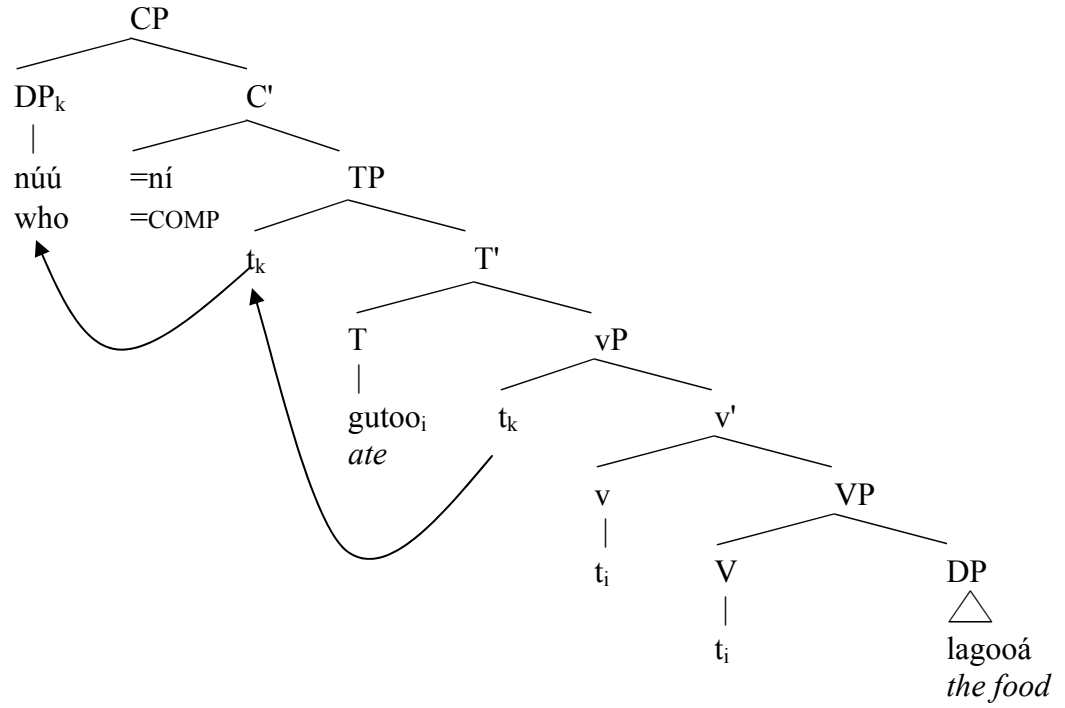 CP
DPk C'
núú =ní TP
who =COMP
tk T'
T vP
gutooi tk v'
ate
v VP
ti V DP
ti lagooá
the food